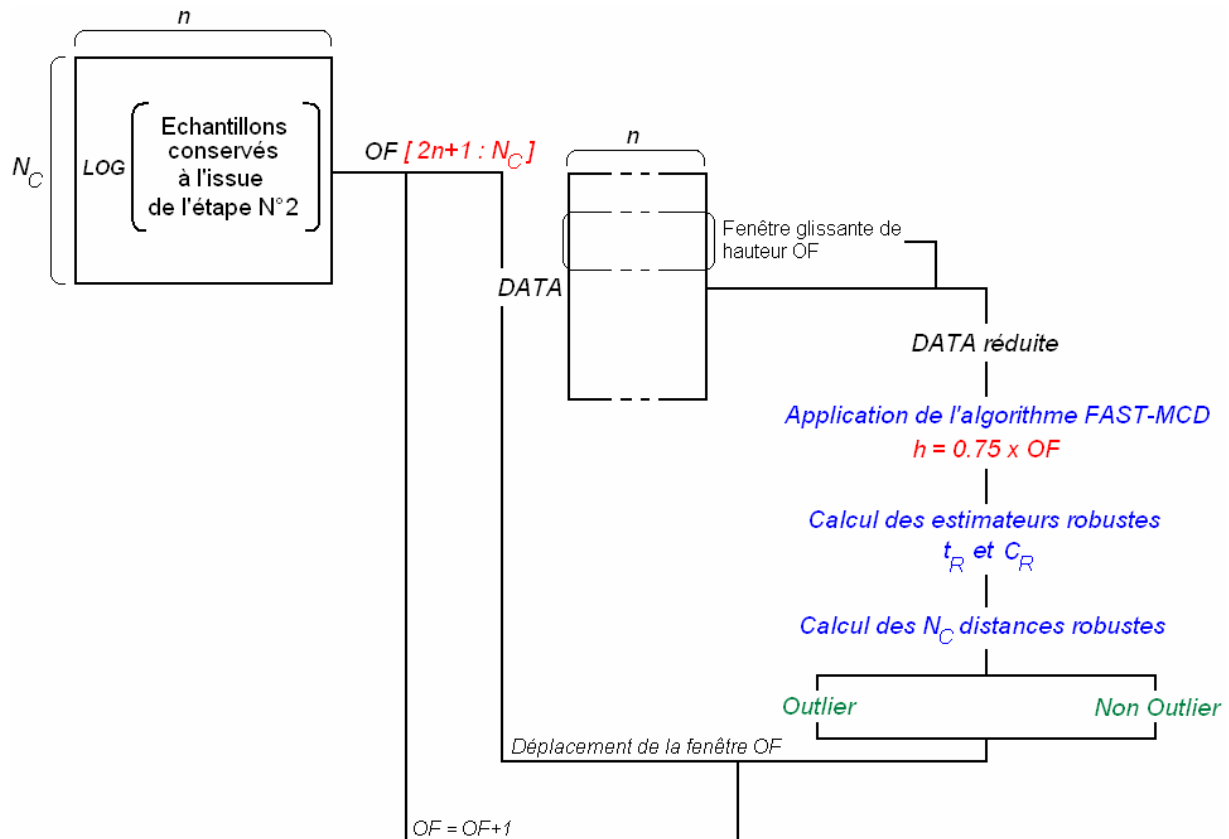 n
N_C
LOG
Echantillons
conservés
à l'issue
de l'étape N°2
OF [ 2n+1 : N_C ]
n
Fenêtre glissante de
hauteur OF
DATA
DATA réduite
Application de l'algorithme FAST-MCD
h = 0.75 x OF
Calcul des estimateurs robustes
t_R et C_R
Calcul des N_C distances robustes
Outlier
Non Outlier
Déplacement de la fenêtre OF
OF = OF+1